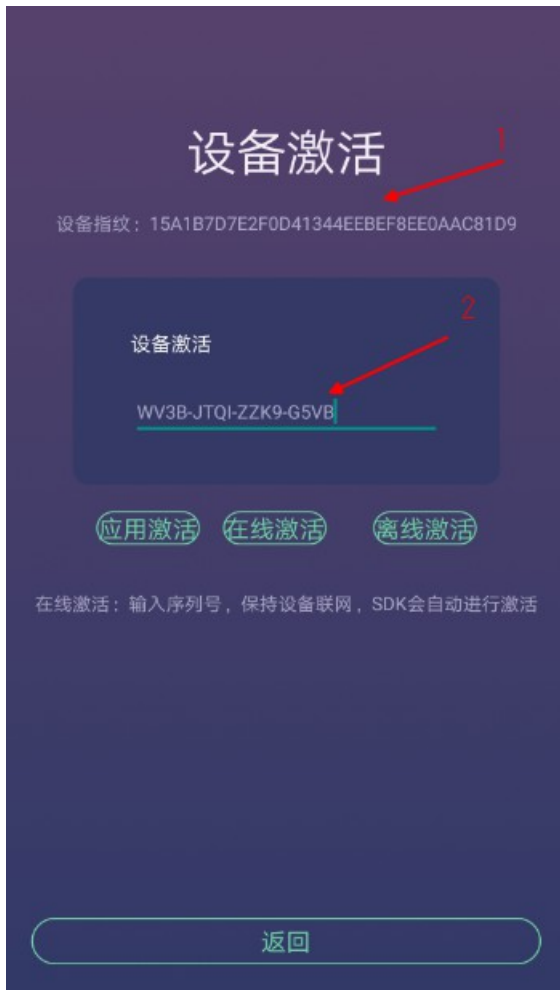 设备激活
1
设备指纹：15A1B7D7E2F0D41344EEBEF8EE0AAC81D9
2
设备激活
WV3B-JTQI-ZZK9-G5VB
应用激活 在线激活 离线激活
在线激活：输入序列号，保持设备联网，SDK会自动进行激活
返回